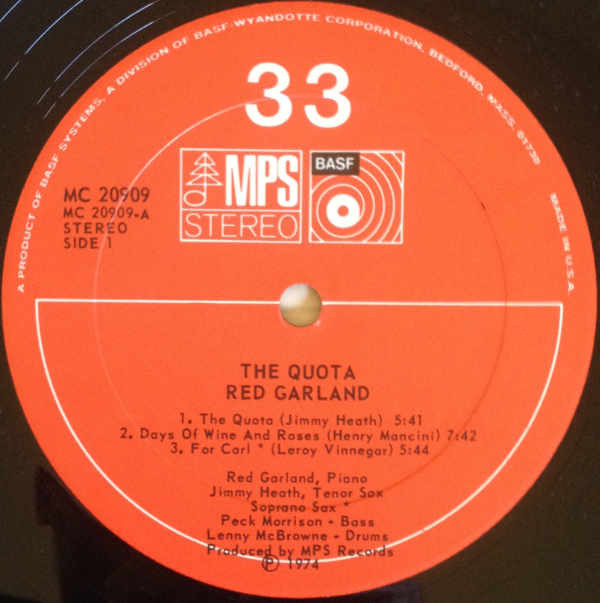 A PRODUCT OF BASF SYSTEMS, A DIVISION OF BASF WYANDOTTE CORPORATION, BEDFORD, MASS. 01730
MADE IN U.S.A.
33
MPS
STEREO
BASF
MC 20909
MC 20909-A
STEREO
SIDE 1
THE QUOTA
RED GARLAND
1. The Quota (Jimmy Heath) 5:41
2. Days Of Wine And Roses (Henry Mancini) 7:42
3. For Carl * (Leroy Vinnegar) 5:44
Red Garland, Piano
Jimmy Heath, Tenor Sax
Soprano Sax *
Peck Morrison - Bass
Lenny McBrowne - Drums
Produced by MPS Records
℗ 1974